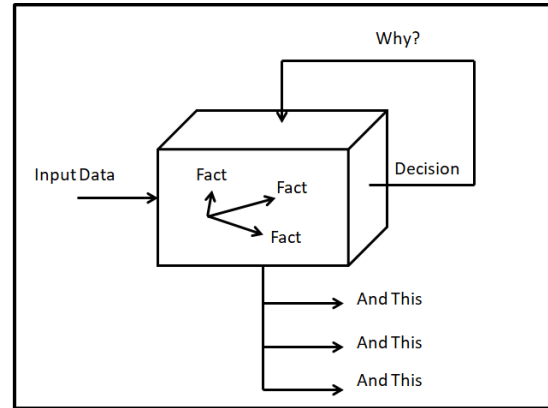 Why?
Input Data
Decision
Fact
Fact
Fact
And This
And This
And This